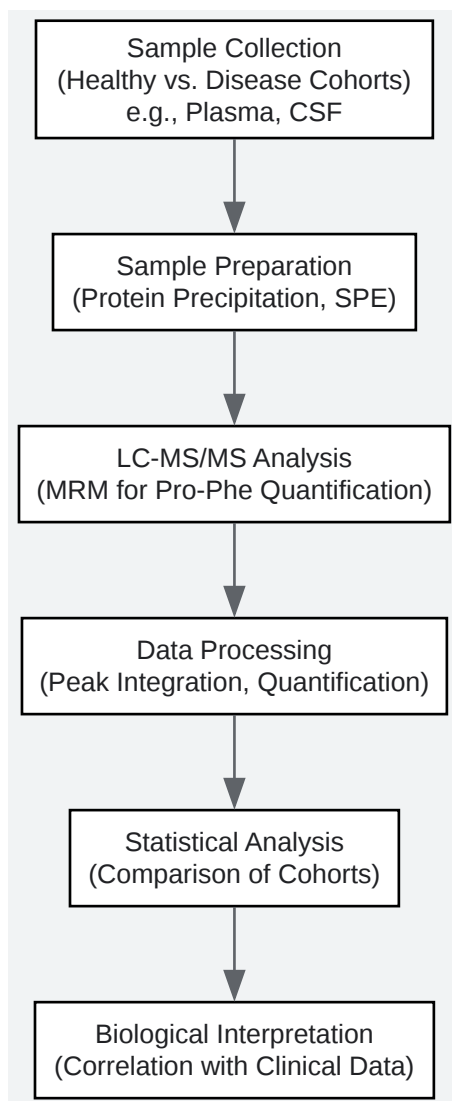 Sample Collection
(Healthy vs. Disease Cohorts)
e.g., Plasma, CSF
Sample Preparation
(Protein Precipitation, SPE)
LC-MS/MS Analysis
(MRM for Pro-Phe Quantification)
Data Processing
(Peak Integration, Quantification)
Statistical Analysis
(Comparison of Cohorts)
Biological Interpretation
(Correlation with Clinical Data)